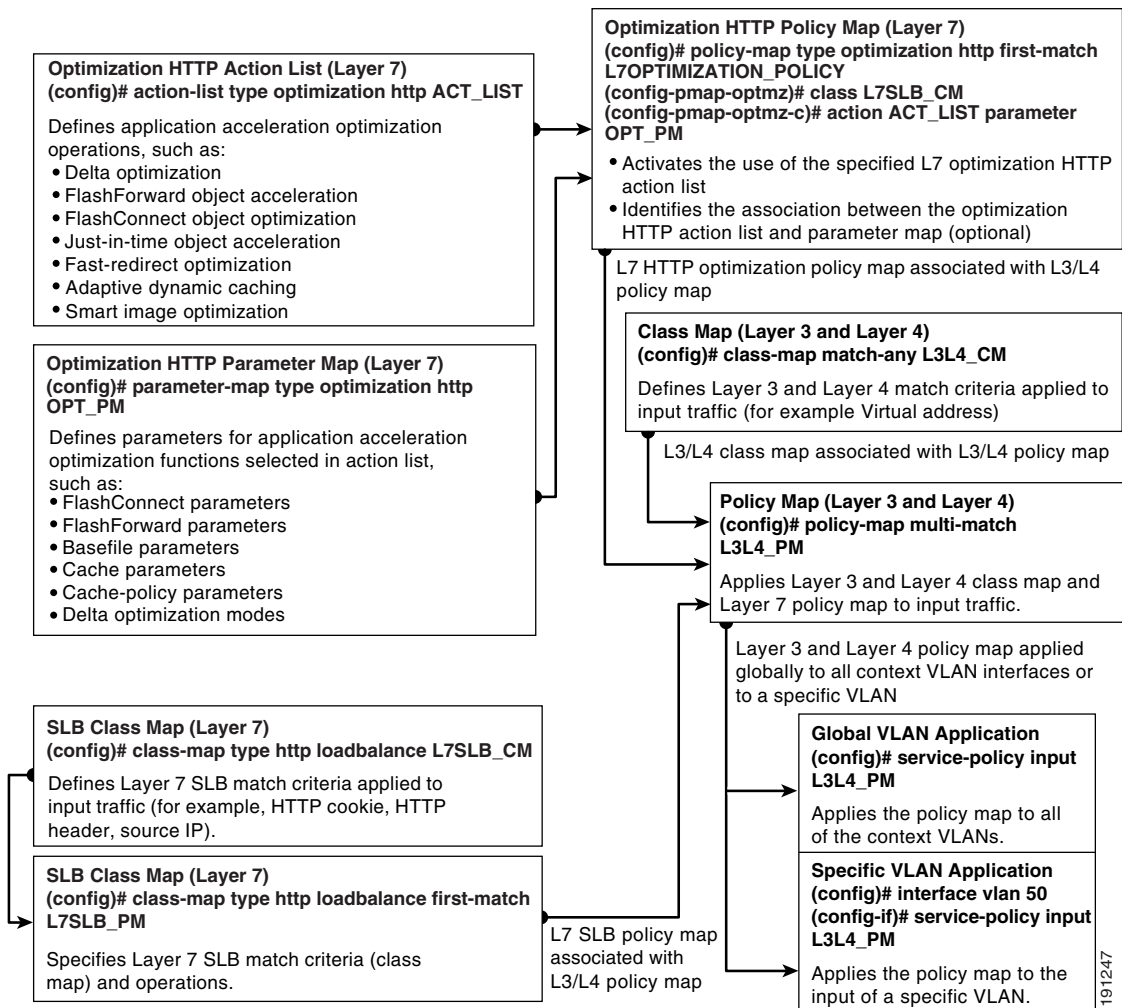 Optimization HTTP Action List (Layer 7)
(config)# action-list type optimization http ACT_LIST
Defines application acceleration optimization
operations, such as:
• Delta optimization
• FlashForward object acceleration
• FlashConnect object optimization
• Just-in-time object acceleration
• Fast-redirect optimization
• Adaptive dynamic caching
• Smart image optimization
Optimization HTTP Parameter Map (Layer 7)
(config)# parameter-map type optimization http
OPT_PM
Defines parameters for application acceleration
optimization functions selected in action list,
such as:
• FlashConnect parameters
• FlashForward parameters
• Basefile parameters
• Cache parameters
• Cache-policy parameters
• Delta optimization modes
SLB Class Map (Layer 7)
(config)# class-map type http loadbalance L7SLB_CM
Defines Layer 7 SLB match criteria applied to
input traffic (for example, HTTP cookie, HTTP
header, source IP).
SLB Class Map (Layer 7)
(config)# class-map type http loadbalance first-match
L7SLB_PM
Specifies Layer 7 SLB match criteria (class
map) and operations.
Optimization HTTP Policy Map (Layer 7)
(config)# policy-map type optimization http first-match
L7OPTIMIZATION_POLICY
(config-pmap-optmz)# class L7SLB_CM
(config-pmap-optmz-c)# action ACT_LIST parameter
OPT_PM
• Activates the use of the specified L7 optimization HTTP
action list
• Identifies the association between the optimization
HTTP action list and parameter map (optional)
L7 HTTP optimization policy map associated with L3/L4
policy map
Class Map (Layer 3 and Layer 4)
(config)# class-map match-any L3L4_CM
Defines Layer 3 and Layer 4 match criteria applied to
input traffic (for example Virtual address)
L3/L4 class map associated with L3/L4 policy map
Policy Map (Layer 3 and Layer 4)
(config)# policy-map multi-match
L3L4_PM
Applies Layer 3 and Layer 4 class map and
Layer 7 policy map to input traffic.
Layer 3 and Layer 4 policy map applied
globally to all context VLAN interfaces or
to a specific VLAN
Global VLAN Application
(config)# service-policy input
L3L4_PM
Applies the policy map to all
of the context VLANs.
Specific VLAN Application
(config)# interface vlan 50
(config-if)# service-policy input
L3L4_PM
Applies the policy map to the
input of a specific VLAN.
L7 SLB policy map
associated with
L3/L4 policy map
191247